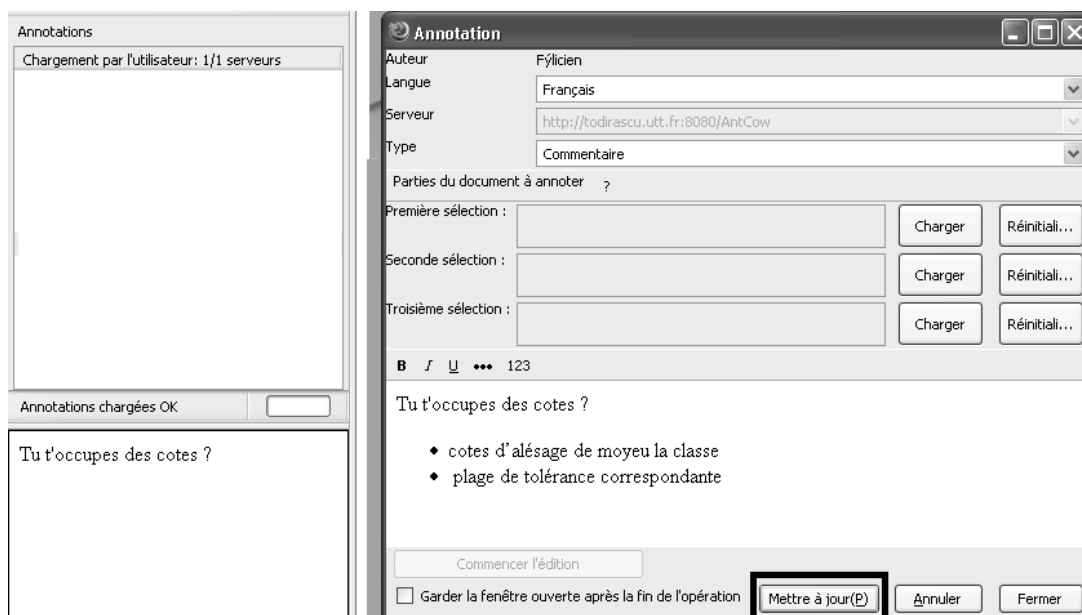 Annotations
Chargement par l'utilisateur: 1/1 serveurs
Annotations chargées OK
Tu t'occupes des cotes ?
Annotation
Auteur Fýlicien
Langue Français
Serveur http://todirascu.utt.fr:8080/AntCow
Type Commentaire
Parties du document à annoter ?
Première sélection : Charger Réinitiali...
Seconde sélection : Charger Réinitiali...
Troisième sélection : Charger Réinitiali...
B I U ••• 123
Tu t'occupes des cotes ?
• cotes d'alésage de moyeu la classe
• plage de tolérance correspondante
Commencer l'édition
Garder la fenêtre ouverte après la fin de l'opération Mettre à jour(P) Annuler Fermer